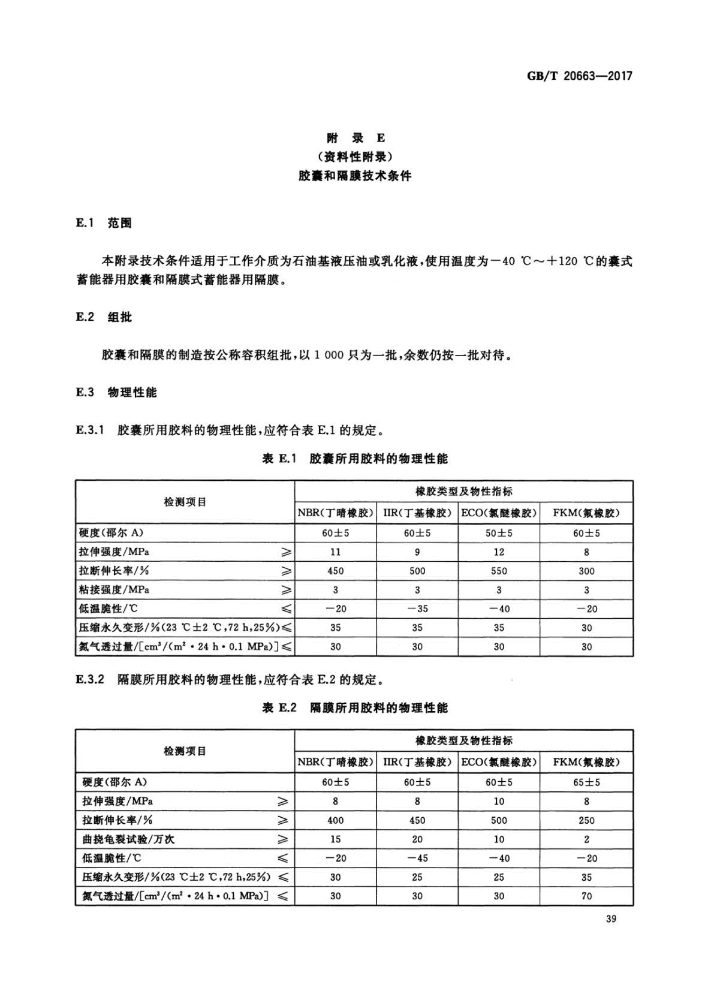 GB/T 20663—2017
附 录 E
(资料性附录)
胶囊和隔膜技术条件
E.1 范围
本附录技术条件适用于工作介质为石油基液压油或乳化液,使用温度为-40 ℃~+120 ℃的囊式
蓄能器用胶囊和隔膜式蓄能器用隔膜。
E.2 组批
胶囊和隔膜的制造按公称容积组批,以 1 000 只为一批,余数仍按一批对待。
E.3 物理性能
E.3.1 胶囊所用胶料的物理性能,应符合表 E.1 的规定。
表 E.1 胶囊所用胶料的物理性能
检测项目 橡胶类型及物性指标
NBR(丁晴橡胶) IIR(丁基橡胶) ECO(氯醚橡胶) FKM(氟橡胶)
硬度(邵尔 A) 60±5 60±5 50±5 60±5
拉伸强度/MPa ≥ 11 9 12 8
拉断伸长率/% ≥ 450 500 550 300
粘接强度/MPa ≥ 3 3 3 3
低温脆性/℃ ≤ -20 -35 -40 -20
压缩永久变形/%(23 ℃±2 ℃,72 h,25%)≤ 35 35 35 30
氮气透过量/[cm³/(m²·24 h·0.1 MPa)]≤ 30 30 30 30
E.3.2 隔膜所用胶料的物理性能,应符合表 E.2 的规定。
表 E.2 隔膜所用胶料的物理性能
检测项目 橡胶类型及物性指标
NBR(丁晴橡胶) IIR(丁基橡胶) ECO(氯醚橡胶) FKM(氟橡胶)
硬度(邵尔 A) 60±5 60±5 60±5 65±5
拉伸强度/MPa ≥ 8 8 10 8
拉断伸长率/% ≥ 400 450 500 250
曲挠龟裂试验/万次 ≥ 15 20 10 2
低温脆性/℃ ≤ -20 -45 -40 -20
压缩永久变形/%(23 ℃±2 ℃,72 h,25%) ≤ 30 25 25 35
氮气透过量/[cm³/(m²·24 h·0.1 MPa)] ≤ 30 30 30 70
39